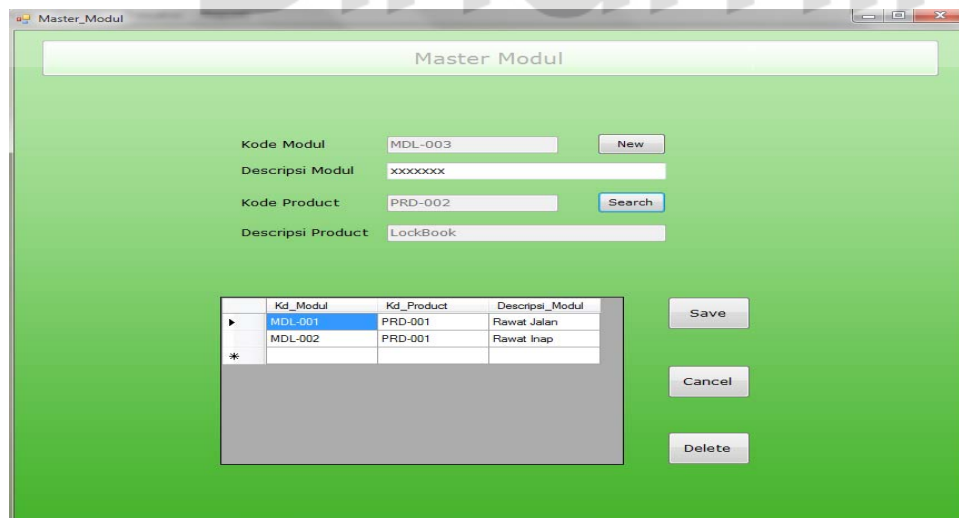 Master_Modul
Master Modul
Kode Modul MDL-003 New
Descripsi Modul xxxxxxx
Kode Product PRD-002 Search
Descripsi Product LockBook
Kd_Modul Kd_Product Descripsi_Modul
MDL-001 PRD-001 Rawat Jalan
MDL-002 PRD-001 Rawat Inap
Save
Cancel
Delete